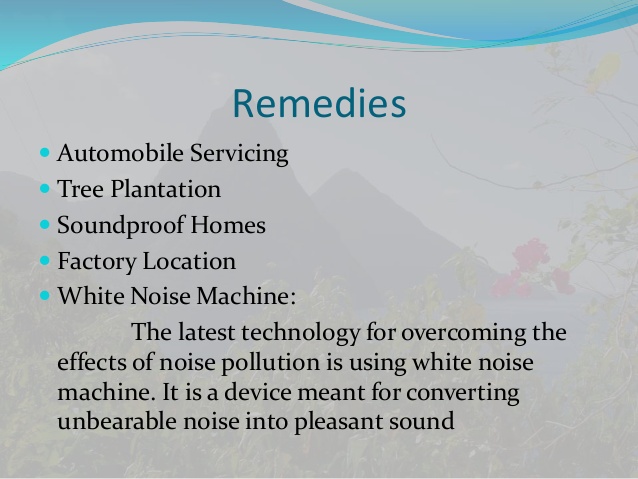 Remedies
• Automobile Servicing
• Tree Plantation
• Soundproof Homes
• Factory Location
• White Noise Machine:
The latest technology for overcoming the
effects of noise pollution is using white noise
machine. It is a device meant for converting
unbearable noise into pleasant sound